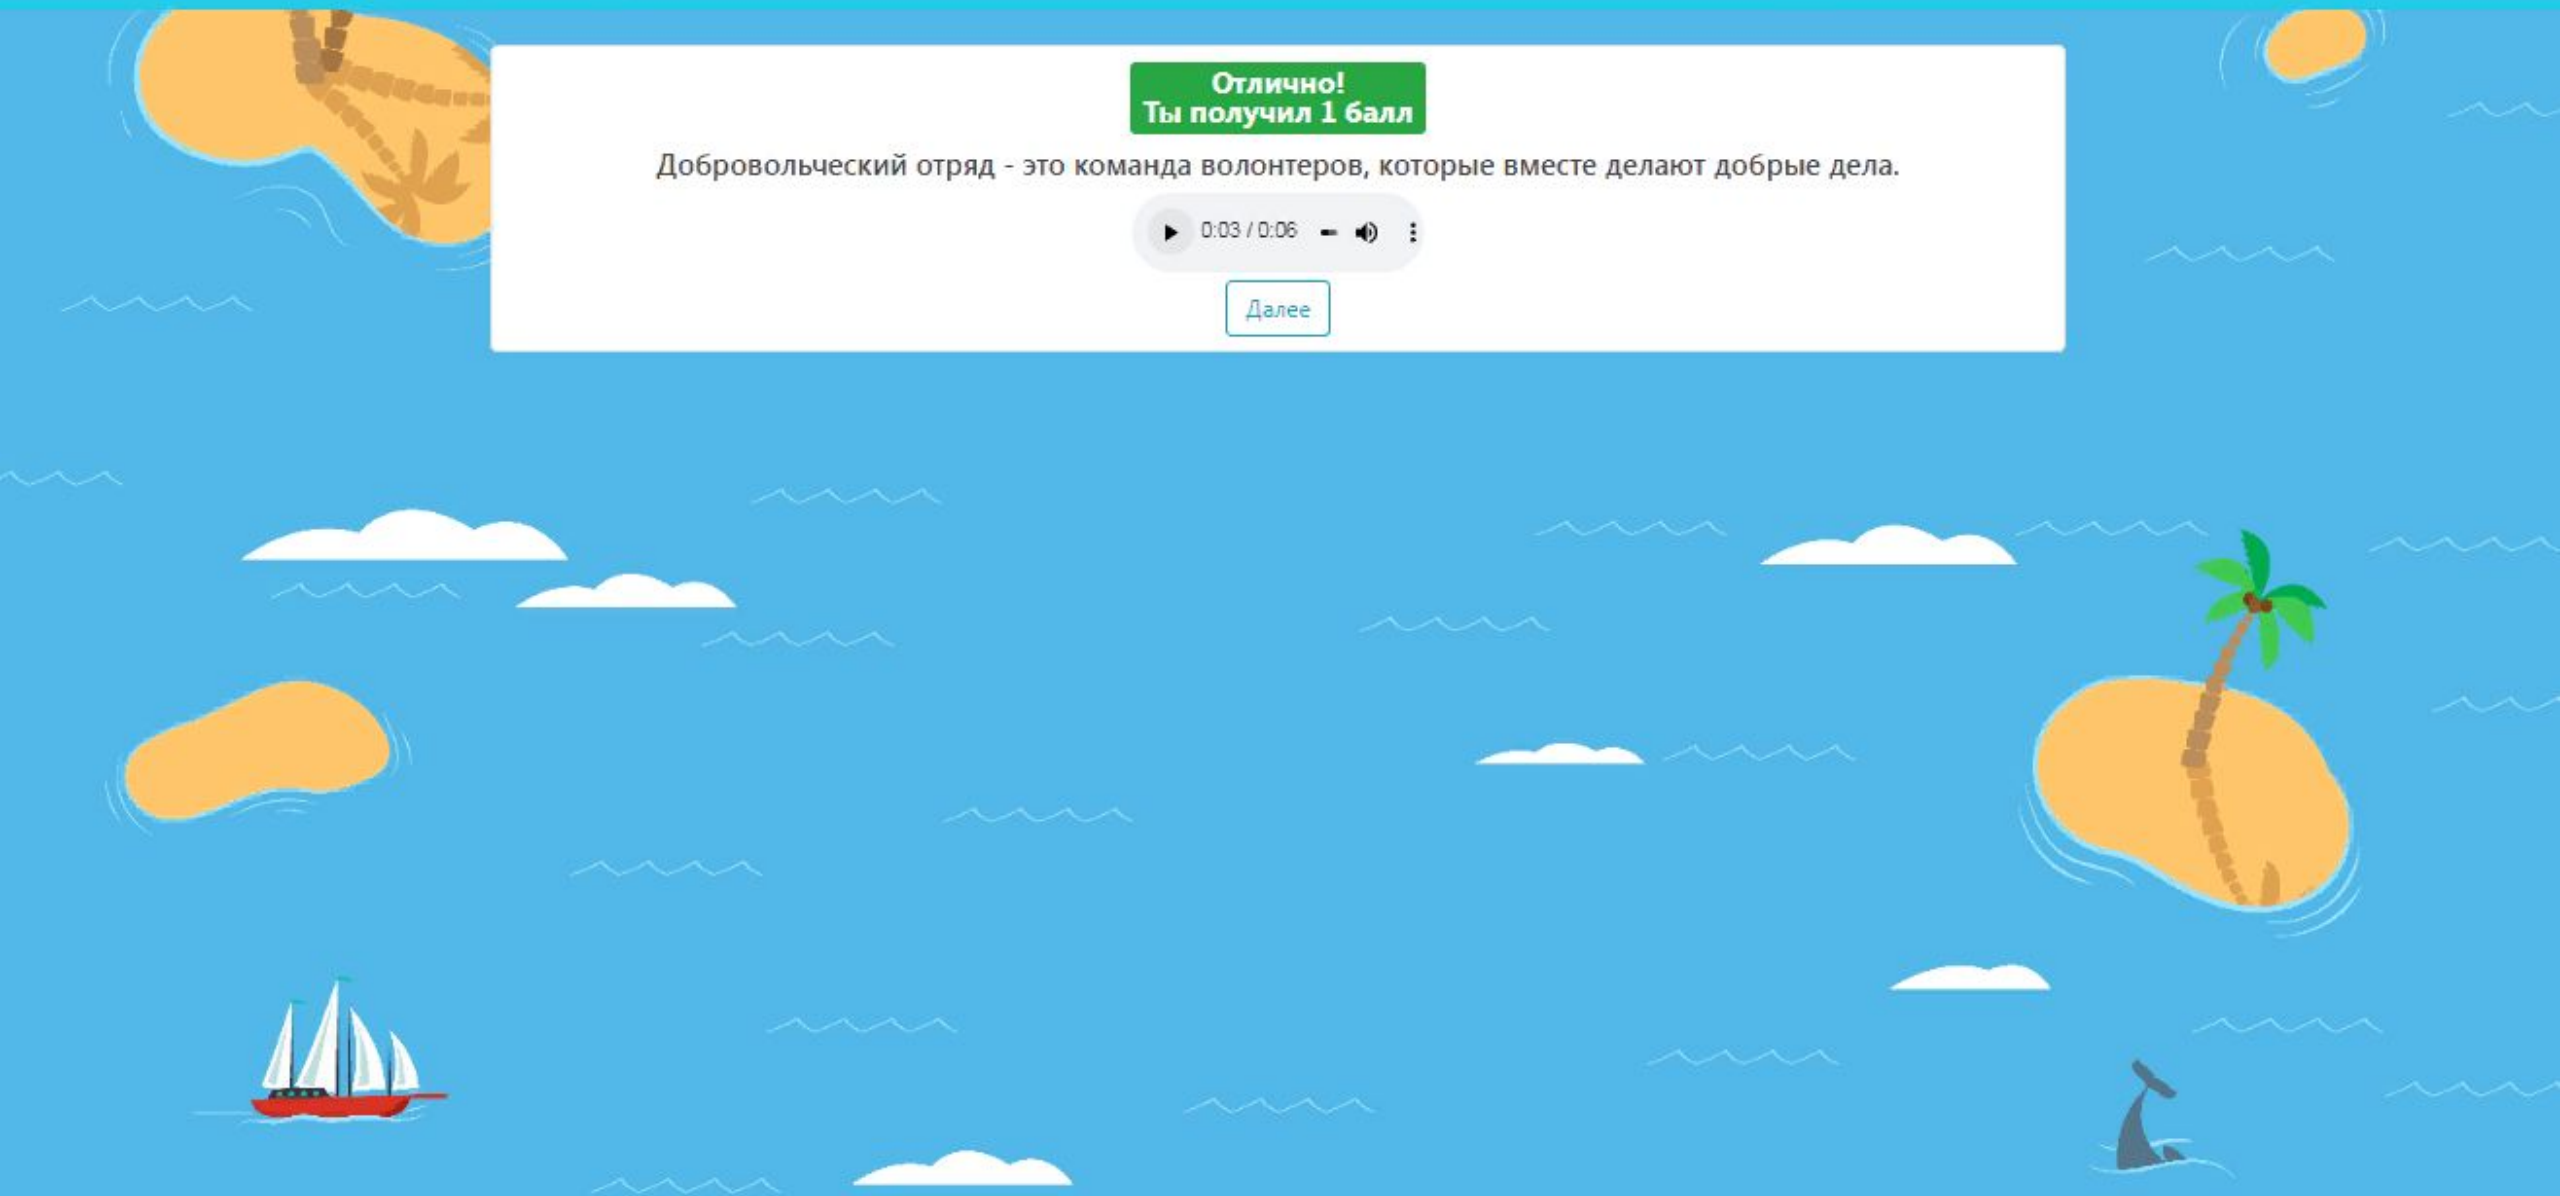 Отлично!
Ты получил 1 балл
Добровольческий отряд - это команда волонтеров, которые вместе делают добрые дела.
0:03 / 0:06
Далее